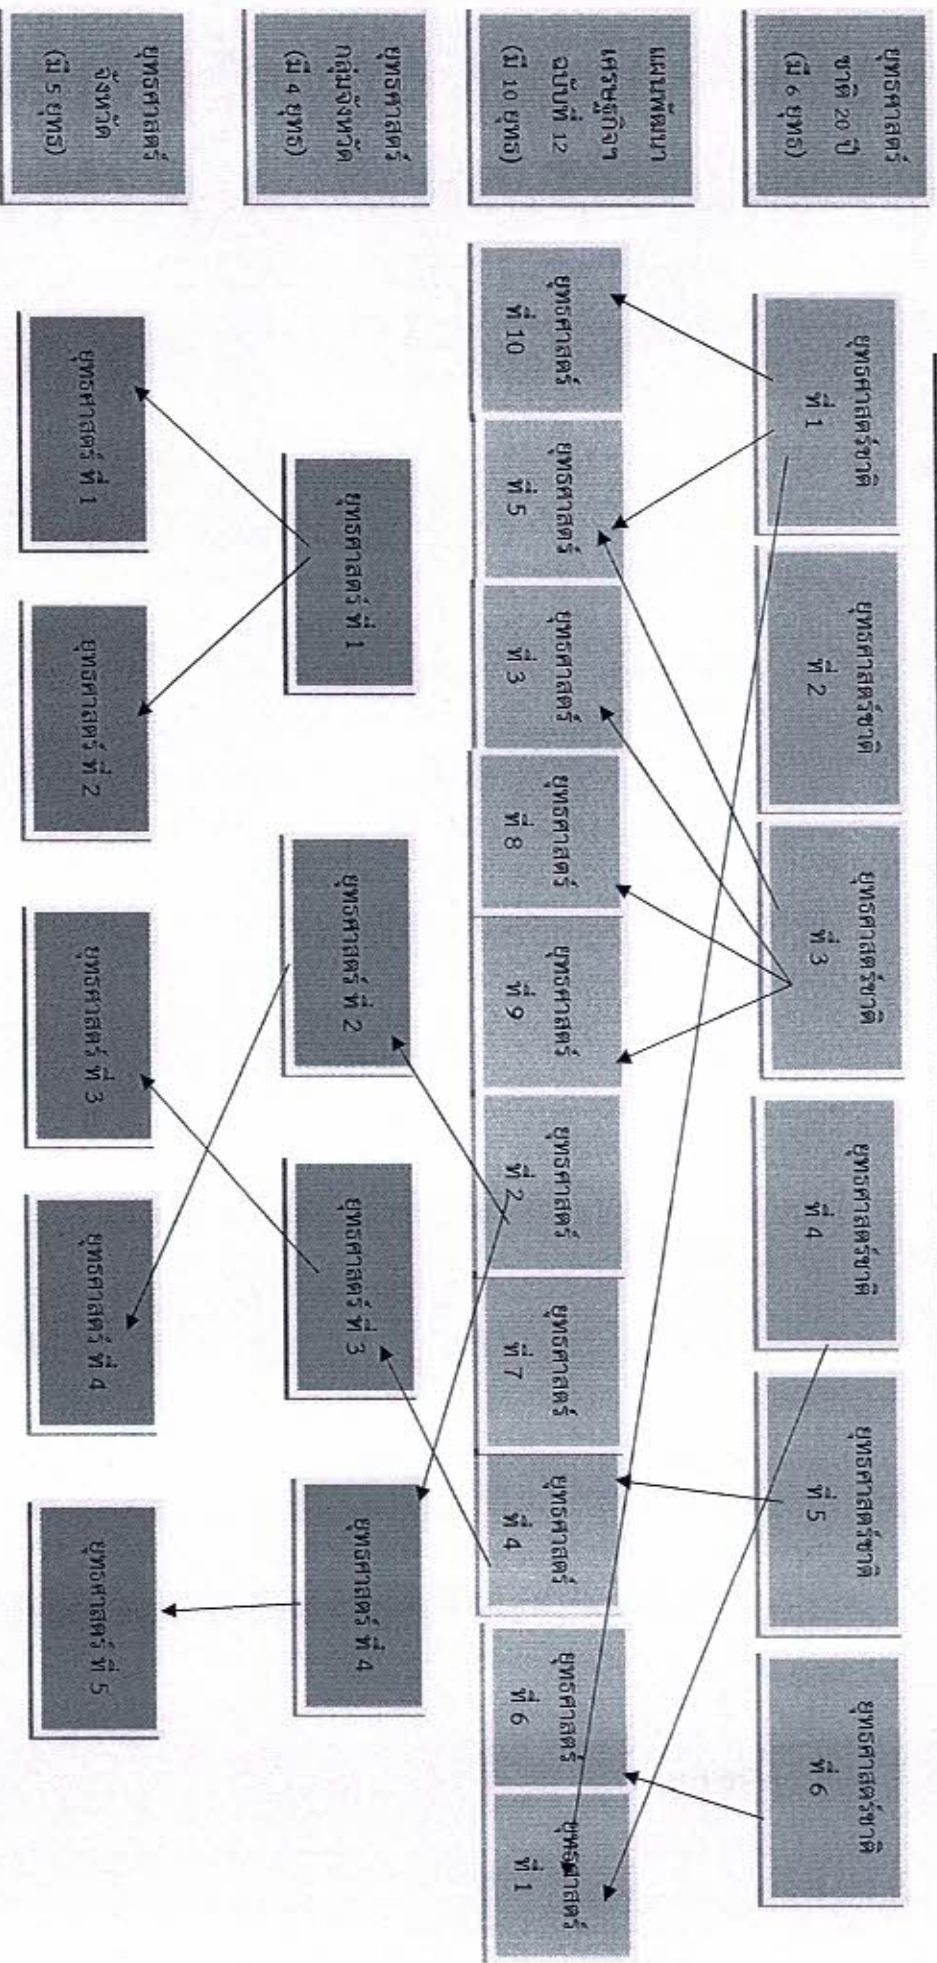 ยุทธศาสตร์
ชาติ 20 ปี
(มี 6 ยุทธ)
ยุทธศาสตร์ชาติ
ที่ 1
ยุทธศาสตร์ชาติ
ที่ 2
ยุทธศาสตร์ชาติ
ที่ 3
ยุทธศาสตร์ชาติ
ที่ 4
ยุทธศาสตร์ชาติ
ที่ 5
ยุทธศาสตร์ชาติ
ที่ 6
แผนพัฒนา
เศรษฐกิจฯ
ฉบับที่ 12
(มี 10 ยุทธ)
ยุทธศาสตร์
ที่ 10
ยุทธศาสตร์
ที่ 5
ยุทธศาสตร์
ที่ 3
ยุทธศาสตร์
ที่ 8
ยุทธศาสตร์
ที่ 9
ยุทธศาสตร์
ที่ 2
ยุทธศาสตร์
ที่ 7
ยุทธศาสตร์
ที่ 4
ยุทธศาสตร์
ที่ 6
ยุทธศาสตร์
ที่ 1
ยุทธศาสตร์
กลุ่มจังหวัด
(มี 4 ยุทธ)
ยุทธศาสตร์ ที่ 1
ยุทธศาสตร์ ที่ 2
ยุทธศาสตร์ ที่ 3
ยุทธศาสตร์ ที่ 4
ยุทธศาสตร์
จังหวัด
(มี 5 ยุทธ)
ยุทธศาสตร์ ที่ 1
ยุทธศาสตร์ ที่ 2
ยุทธศาสตร์ ที่ 3
ยุทธศาสตร์ ที่ 4
ยุทธศาสตร์ ที่ 5